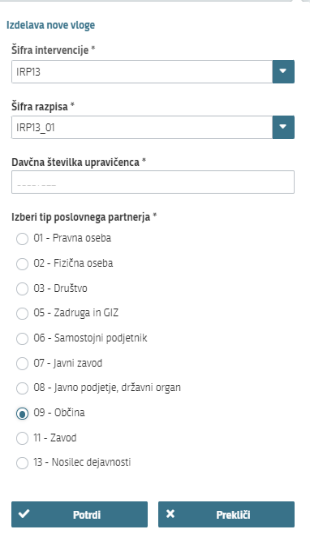 Izdelava nove vloge
Šifra intervencije *
IRP13
Šifra razpisa *
IRP13_01
Davčna številka upravičenca *
____-___
Izberi tip poslovnega partnerja *
01 - Pravna oseba
02 - Fizična oseba
03 - Društvo
05 - Zadruga in GIZ
06 - Samostojni podjetnik
07 - Javni zavod
08 - Javno podjetje, državni organ
09 - Občina
11 - Zavod
13 - Nosilec dejavnosti
Potrdi Prekliči